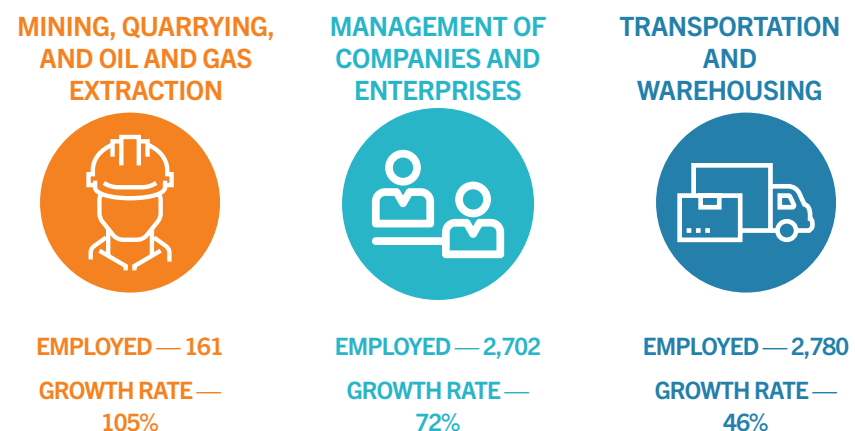 MINING, QUARRYING,
AND OIL AND GAS
EXTRACTION
EMPLOYED — 161
GROWTH RATE —
105%
MANAGEMENT OF
COMPANIES AND
ENTERPRISES
EMPLOYED — 2,702
GROWTH RATE —
72%
TRANSPORTATION
AND
WAREHOUSING
EMPLOYED — 2,780
GROWTH RATE —
46%